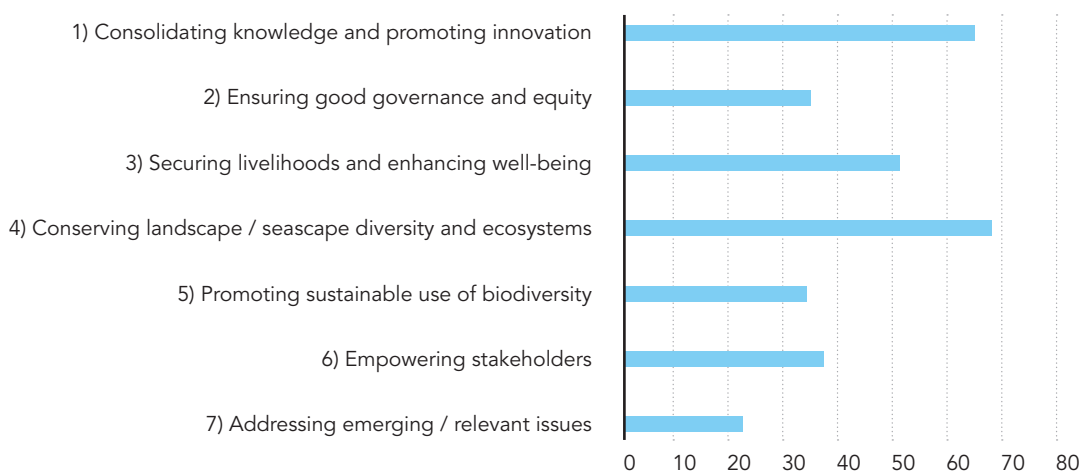 1) Consolidating knowledge and promoting innovation
2) Ensuring good governance and equity
3) Securing livelihoods and enhancing well-being
4) Conserving landscape / seascape diversity and ecosystems
5) Promoting sustainable use of biodiversity
6) Empowering stakeholders
7) Addressing emerging / relevant issues
0 10 20 30 40 50 60 70 80